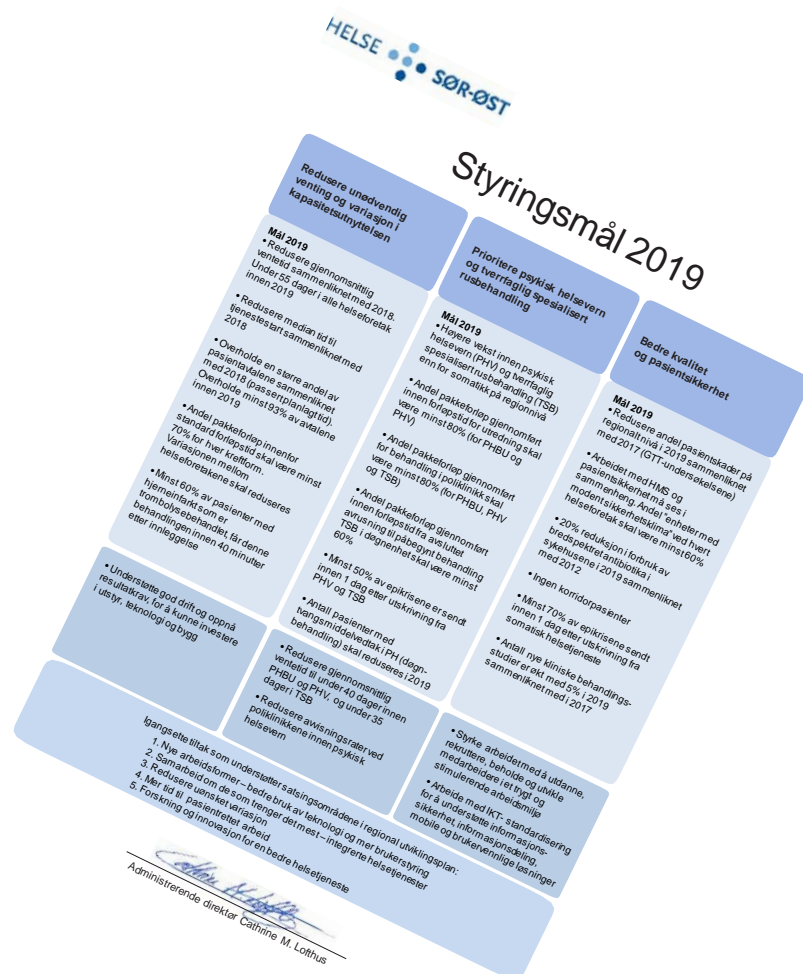 HELSE
SØR-ØST
Styringsmål 2019
Redusere unødvendig
venting og variasjon i
kapasitetsutnyttelsen
Mål 2019
• Redusere gjennomsnittlig
ventetid sammenliknet med 2018.
Under 55 dager i alle helseforetak
innen 2019
• Redusere median tid til
tjenestestart sammenliknet med
2018
• Overholde en større andel av
pasientavtalene sammenliknet
med 2018 (passert planlagt tid).
Overholde minst 93% av avtalene
innen 2019
• Andel pakkeforløp innenfor
standard forløpstid skal være minst
70% for hver kreftform.
Variasjonen mellom
helseforetakene skal reduseres
• Minst 60% av pasienter med
hjerneinfarkt som er
trombolysebehandlet, får denne
behandlingen innen 40 minutter
etter innleggelse
• Understøtte god drift og oppnå
resultatkrav, for å kunne investere
i utstyr, teknologi og bygg
Prioritere psykisk helsevern
og tverrfaglig spesialisert
rusbehandling
Mål 2019
• Høyere vekst innen psykisk
helsevern (PHV) og tverrfaglig
spesialisert rusbehandling (TSB)
enn for somatikk på regionnivå
• Andel pakkeforløp gjennomført
innen forløpstid for utredning skal
være minst 80% (for PHBU og
PHV)
• Andel pakkeforløp gjennomført
for behandling i poliklinikk skal
være minst 80% (for PHBU, PHV
og TSB)
• Andel pakkeforløp gjennomført
innen forløpstid fra avsluttet
avrusning til påbegynt behandling
TSB i døgnenhet skal være minst
60%
• Minst 50% av epikrisene er sendt
innen 1 dag etter utskrivning fra
PHV og TSB
• Antall pasienter med
tvangsmiddelvedtak i PH (døgn-
behandling) skal reduseres i 2019
• Redusere gjennomsnittlig
ventetid til under 40 dager innen
PHBU og PHV, og under 35
dager i TSB
• Redusere avvisningsrater ved
poliklinikkene innen psykisk
helsevern
Bedre kvalitet
og pasientsikkerhet
Mål 2019
• Redusere andel pasientskader på
regionalt nivå i 2019 sammenliknet
med 2017 (GTT-undersøkelsene)
• Arbeidet med HMS og
pasientsikkerhet må ses i
sammenheng. Andel "enheter med
modent sikkerhetsklima" ved hvert
helseforetak skal være minst 60%
• 20% reduksjon i forbruk av
bredspektret antibiotika i
sykehusene i 2019 sammenliknet
med 2012
• Ingen korridorpasienter
• Minst 70% av epikrisene sendt
innen 1 dag etter utskrivning fra
somatisk helsetjeneste
• Antall nye kliniske behandlings-
studier er økt med 5% i 2019
sammenliknet med i 2017
• Styrke arbeidet med å utdanne,
rekruttere, beholde og utvikle
medarbeidere i et trygt og
stimulerende arbeidsmiljø
• Arbeide med IKT- standardisering
for å understøtte informasjons-
sikkerhet, informasjonsdeling,
mobile og brukervennlige løsninger
Igangsette tiltak som understøtter satsingsområdene i regional utviklingsplan:
1. Nye arbeidsformer – bedre bruk av teknologi og mer brukerstyring
2. Samarbeid om de som trenger det mest – integrerte helsetjenester
3. Redusere uønsket variasjon
4. Mer tid til pasientrettet arbeid
5. Forskning og innovasjon for en bedre helsetjeneste
Administrerende direktør Cathrine M. Lofthus